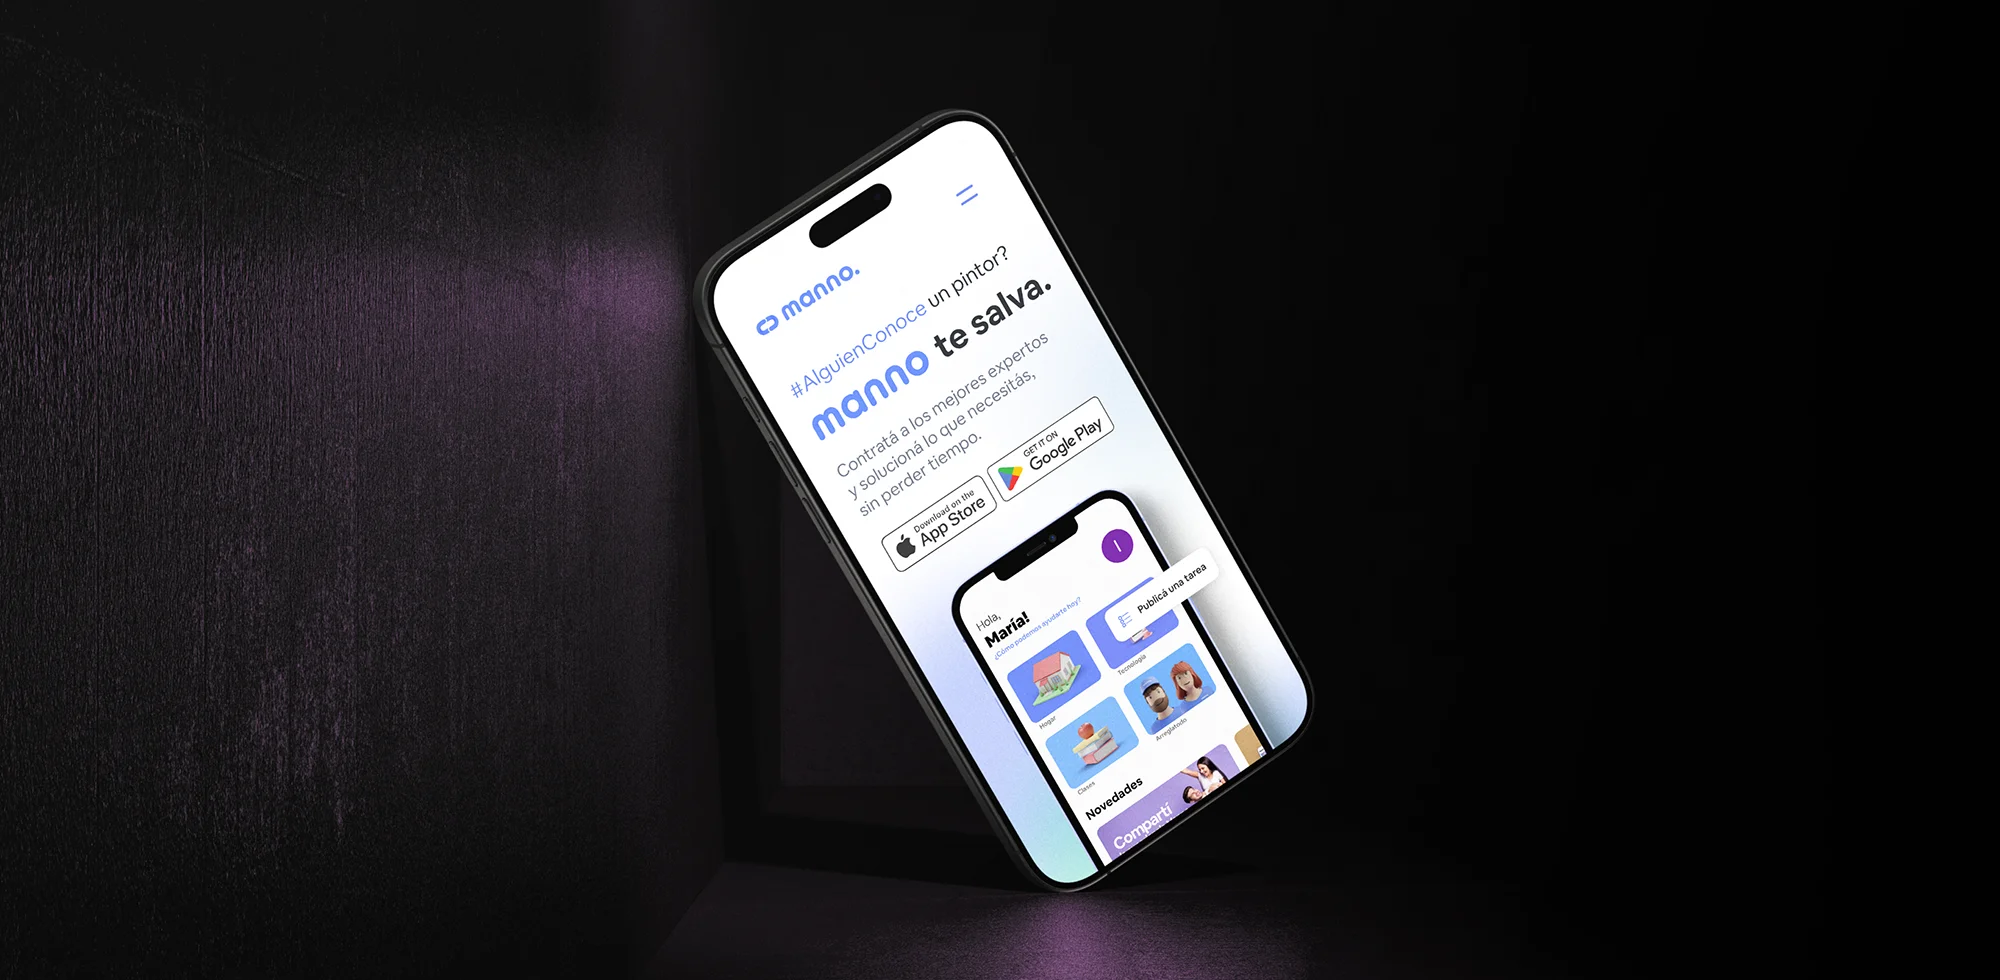 manno.
#AlguienConoce un pintor?
manno te salva.
Contratá a los mejores expertos
y solucioná lo que necesitás,
sin perder tiempo.
Download on the
App Store
GET IT ON
Google Play
I
Hola,
María!
¿Cómo podemos ayudarte hoy?
Publicá una tarea
Hogar
Tecnología
Clases
Arreglatodo
Novedades
Compartí